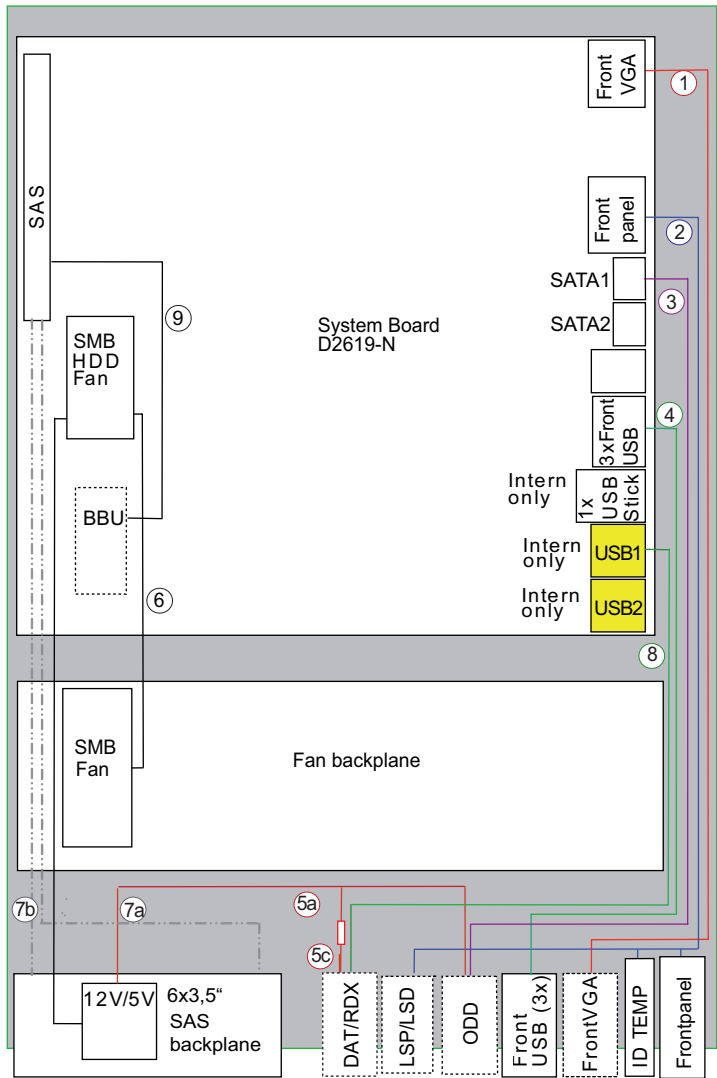 Front
VGA
1
SAS
Front
panel
2
SATA1
3
9
System Board
D2619-N
SATA2
SMB
HDD
Fan
3xFront
USB
4
Intern
only
1x
USB
Stick
BBU
Intern
only
USB1
6
Intern
only
USB2
8
SMB
Fan
Fan backplane
7b
7a
5a
5c
12V/5V
6x3,5“
SAS
backplane
DAT/RDX
LSP/LSD
ODD
Front
USB (3x)
FrontVGA
ID TEMP
Frontpanel